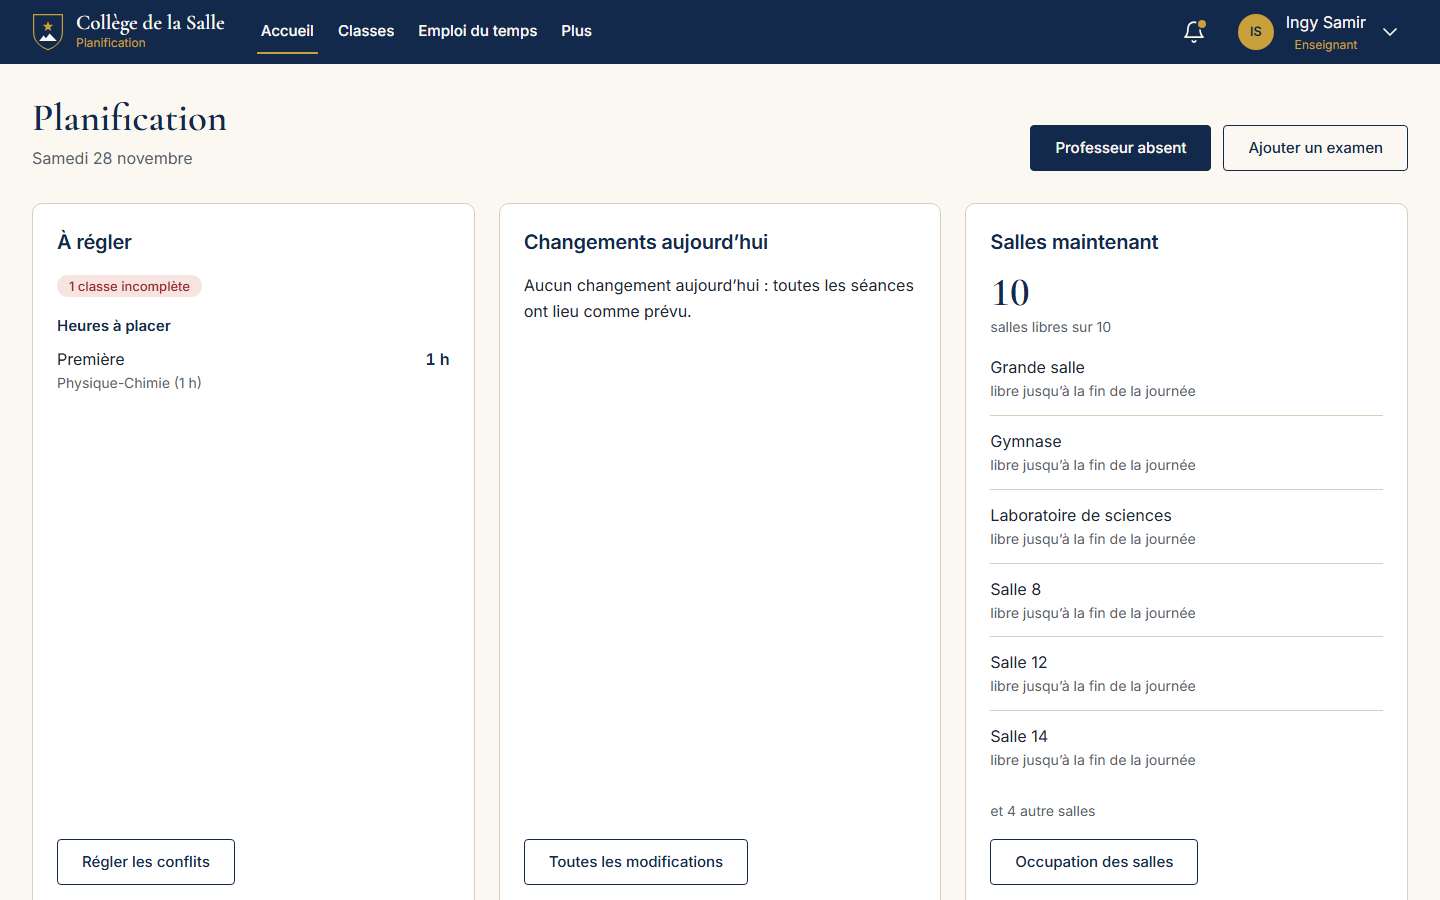 Collège de la Salle
Planification
Accueil
Classes
Emploi du temps
Plus
IS
Ingy Samir
Enseignant
Planification
Samedi 28 novembre
Professeur absent
Ajouter un examen
À régler
1 classe incomplète
Heures à placer
Première
1 h
Physique-Chimie (1 h)
Régler les conflits
Changements aujourd’hui
Aucun changement aujourd’hui : toutes les séances
ont lieu comme prévu.
Toutes les modifications
Salles maintenant
10
salles libres sur 10
Grande salle
libre jusqu’à la fin de la journée
Gymnase
libre jusqu’à la fin de la journée
Laboratoire de sciences
libre jusqu’à la fin de la journée
Salle 8
libre jusqu’à la fin de la journée
Salle 12
libre jusqu’à la fin de la journée
Salle 14
libre jusqu’à la fin de la journée
et 4 autre salles
Occupation des salles